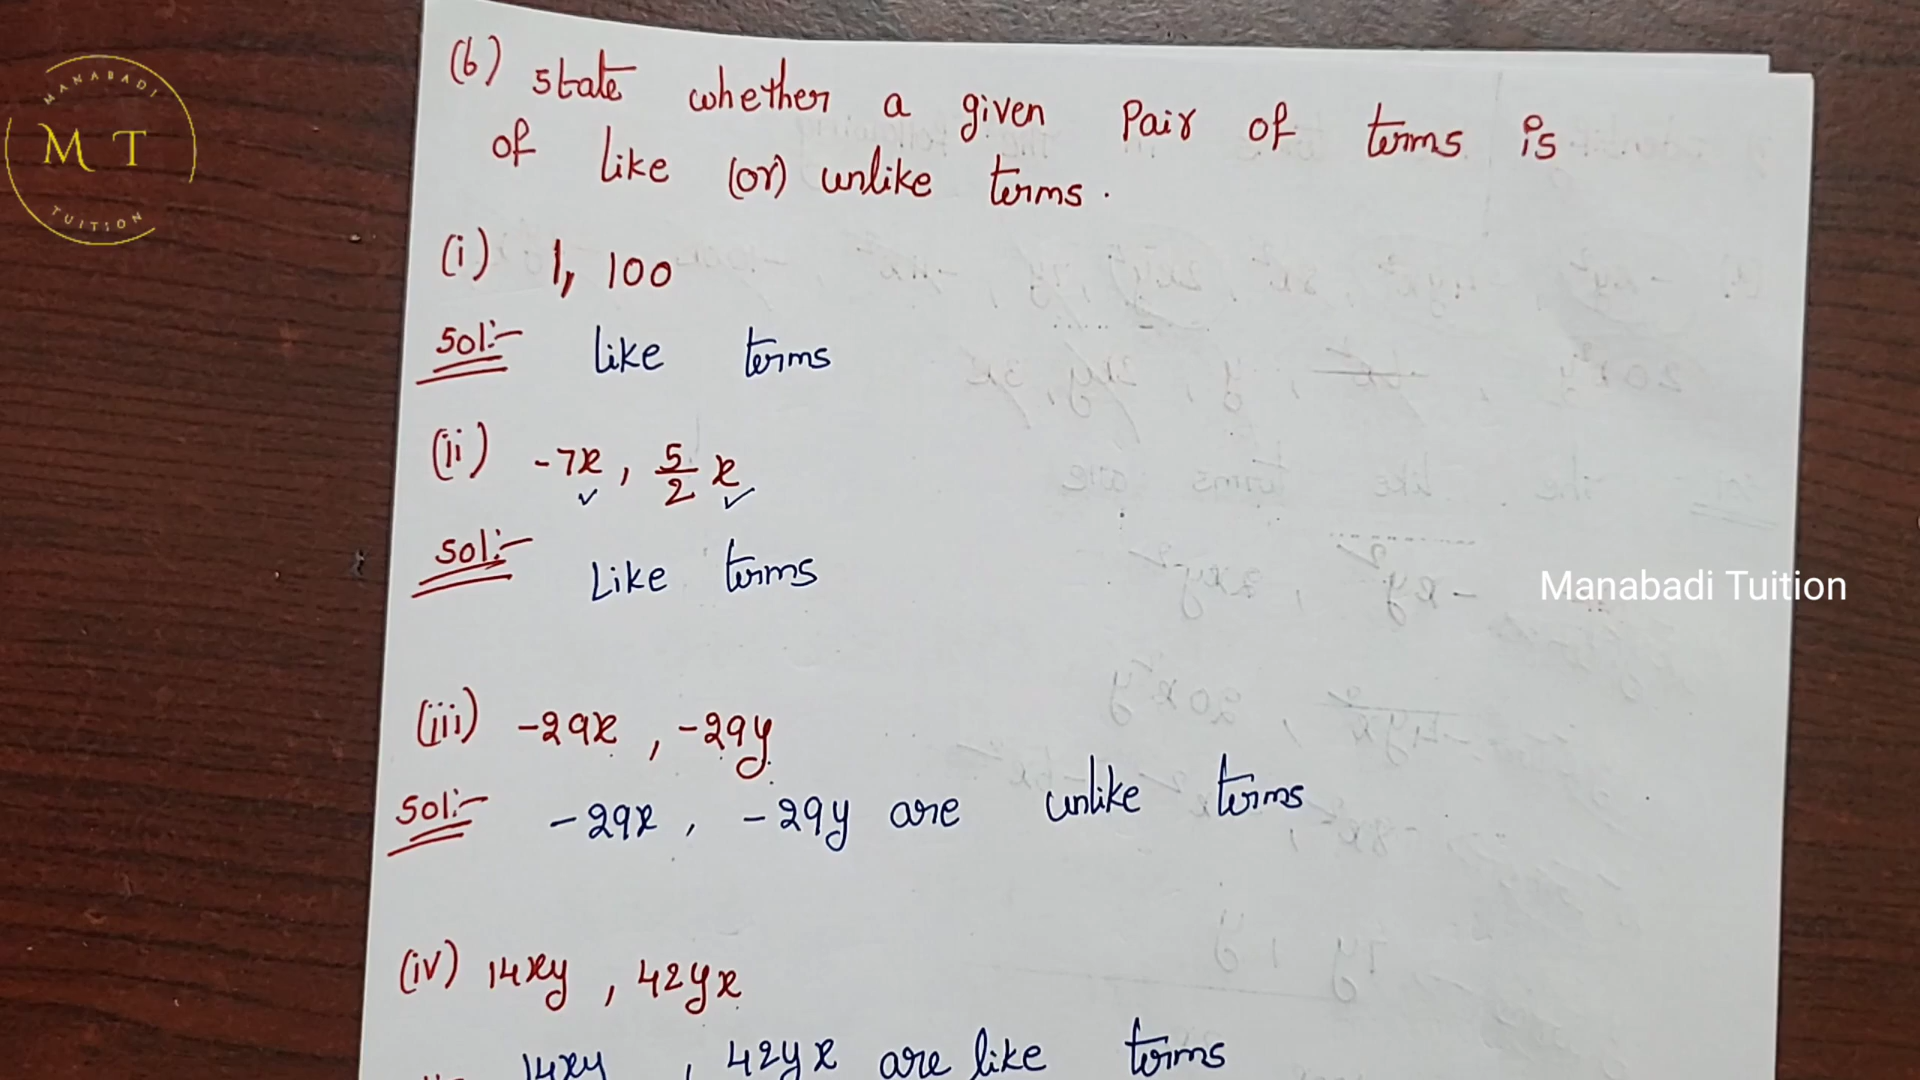 MANABADI
M T
TUITION
(6) state whether a given Pair of terms is
of like (or) unlike terms.
(i) 1, 100
Sol:- like terms
(ii) -7x, 5/2 x
Sol:- Like terms
Manabadi Tuition
(iii) -29x, -29y
Sol:- -29x, -29y are unlike terms
(iv) 14xy, 42yx
14xy, 42yx are like terms